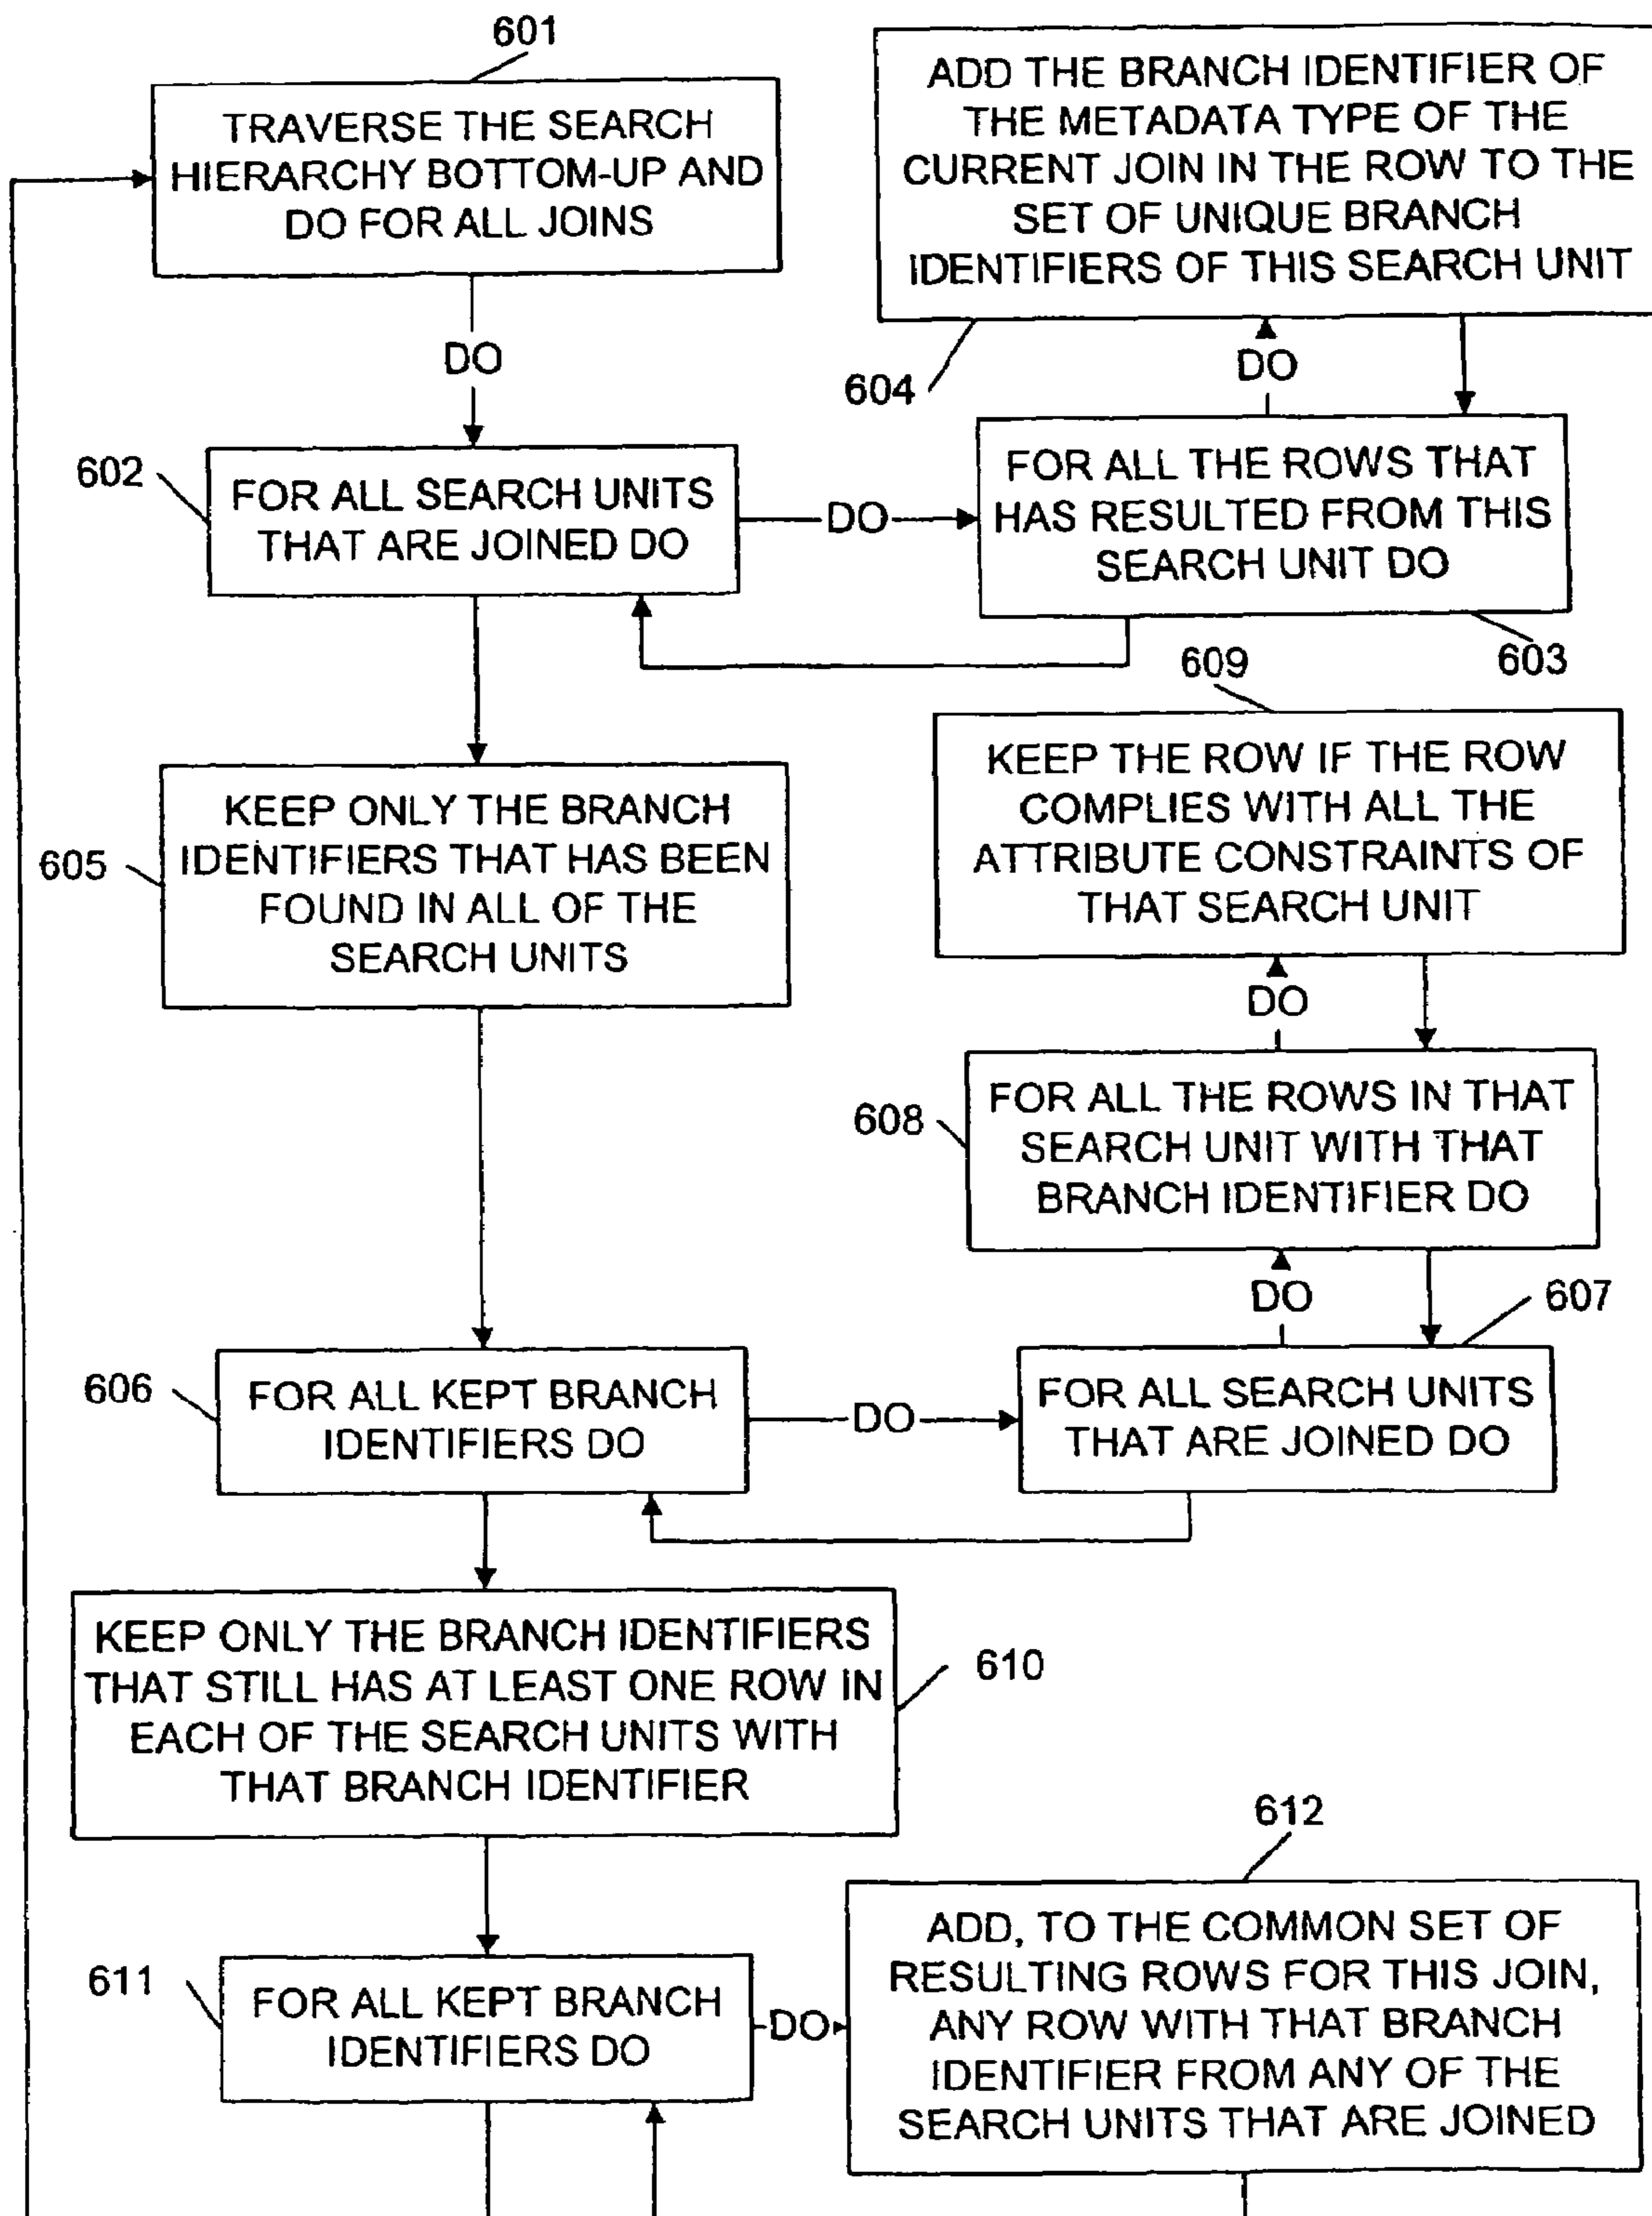 601
TRAVERSE THE SEARCH
HIERARCHY BOTTOM-UP AND
DO FOR ALL JOINS
ADD THE BRANCH IDENTIFIER OF
THE METADATA TYPE OF THE
CURRENT JOIN IN THE ROW TO THE
SET OF UNIQUE BRANCH
IDENTIFIERS OF THIS SEARCH UNIT
DO
604
DO
602
FOR ALL SEARCH UNITS
THAT ARE JOINED DO
DO
FOR ALL THE ROWS THAT
HAS RESULTED FROM THIS
SEARCH UNIT DO
603
609
KEEP ONLY THE BRANCH
IDENTIFIERS THAT HAS BEEN
FOUND IN ALL OF THE
SEARCH UNITS
605
KEEP THE ROW IF THE ROW
COMPLIES WITH ALL THE
ATTRIBUTE CONSTRAINTS OF
THAT SEARCH UNIT
DO
608
FOR ALL THE ROWS IN THAT
SEARCH UNIT WITH THAT
BRANCH IDENTIFIER DO
DO
607
606
FOR ALL KEPT BRANCH
IDENTIFIERS DO
DO
FOR ALL SEARCH UNITS
THAT ARE JOINED DO
KEEP ONLY THE BRANCH IDENTIFIERS
THAT STILL HAS AT LEAST ONE ROW IN
EACH OF THE SEARCH UNITS WITH
THAT BRANCH IDENTIFIER
610
612
611
FOR ALL KEPT BRANCH
IDENTIFIERS DO
DO
ADD, TO THE COMMON SET OF
RESULTING ROWS FOR THIS JOIN,
ANY ROW WITH THAT BRANCH
IDENTIFIER FROM ANY OF THE
SEARCH UNITS THAT ARE JOINED